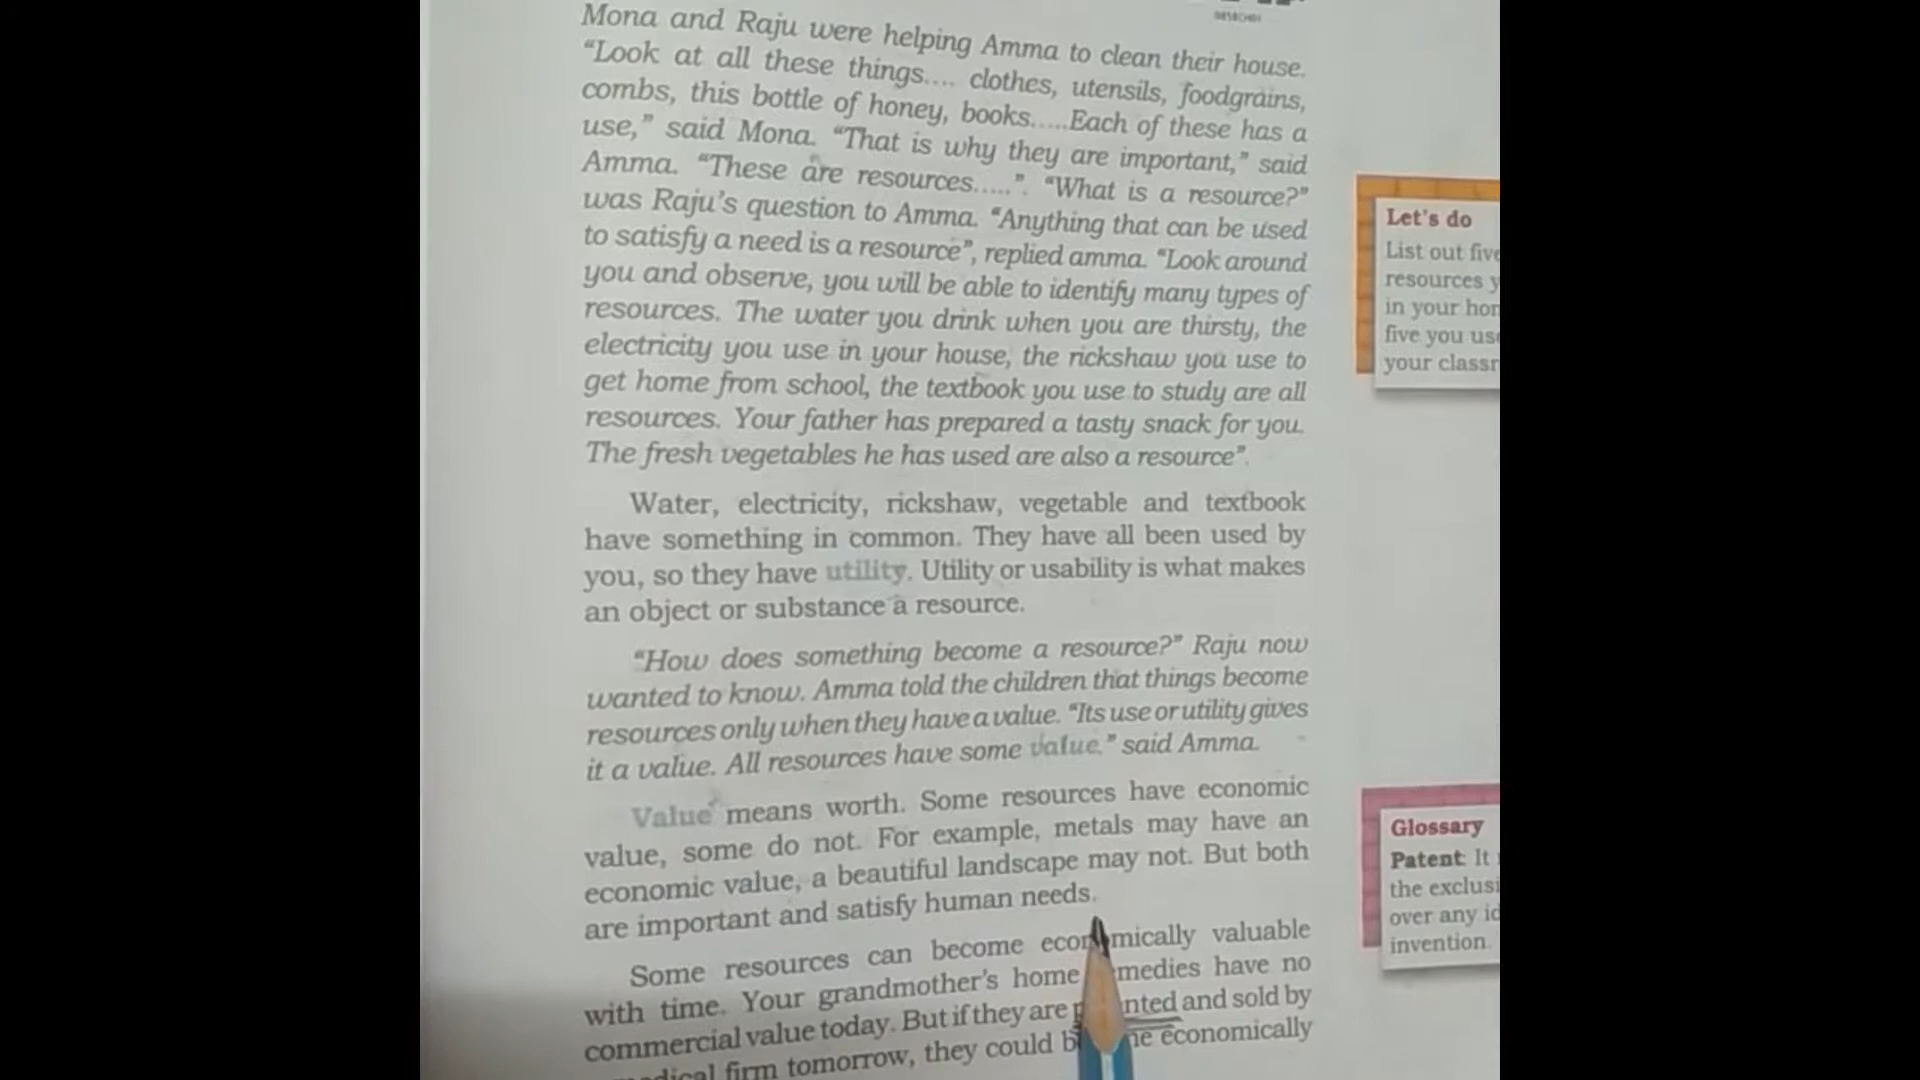 Mona and Raju were helping Amma to clean their house.
“Look at all these things.... clothes, utensils, foodgrains,
combs, this bottle of honey, books.....Each of these has a
use,” said Mona. “That is why they are important,” said
Amma. “These are resources.....”. “What is a resource?”
was Raju’s question to Amma. “Anything that can be used
to satisfy a need is a resource”, replied amma. “Look around
you and observe, you will be able to identify many types of
resources. The water you drink when you are thirsty, the
electricity you use in your house, the rickshaw you use to
get home from school, the textbook you use to study are all
resources. Your father has prepared a tasty snack for you.
The fresh vegetables he has used are also a resource”.
Water, electricity, rickshaw, vegetable and textbook
have something in common. They have all been used by
you, so they have utility. Utility or usability is what makes
an object or substance a resource.
“How does something become a resource?” Raju now
wanted to know. Amma told the children that things become
resources only when they have a value. “Its use or utility gives
it a value. All resources have some value.” said Amma.
Value means worth. Some resources have economic
value, some do not. For example, metals may have an
economic value, a beautiful landscape may not. But both
are important and satisfy human needs.
Some resources can become economically valuable
with time. Your grandmother’s home remedies have no
commercial value today. But if they are and sold by
firm tomorrow, they could economically
Let’s do
List out five
resources
in your
five you
your
Glossary
Patent: It
the
over any
invention.